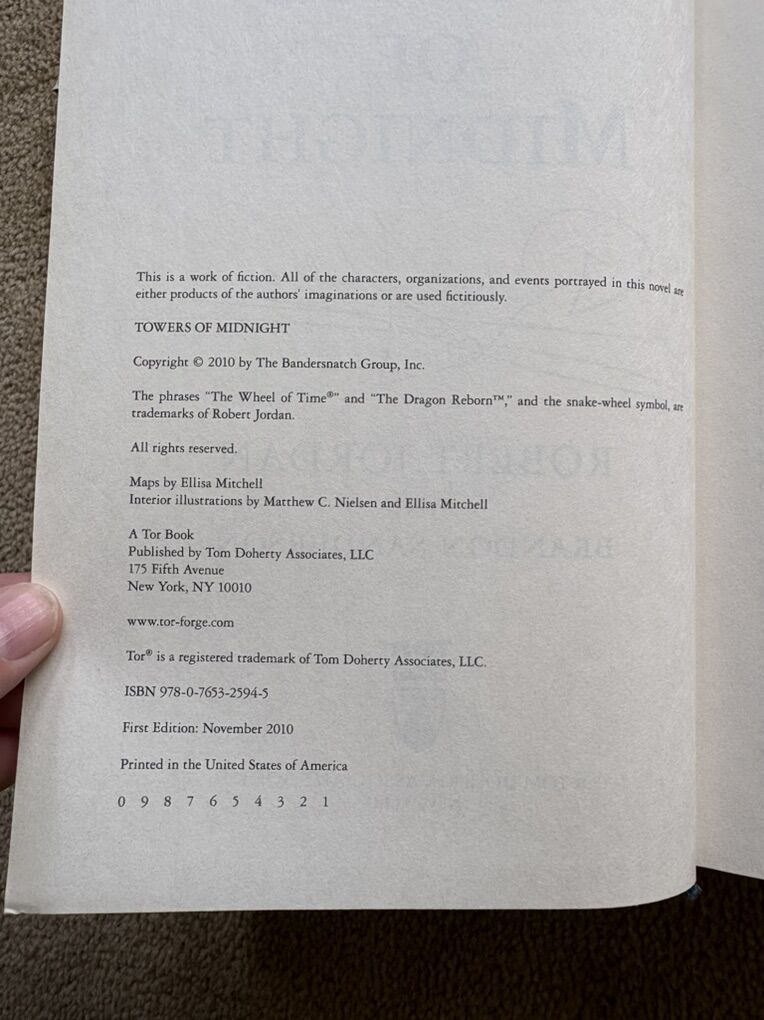 This is a work of fiction. All of the characters, organizations, and events portrayed in this novel are
either products of the authors' imaginations or are used fictitiously.
TOWERS OF MIDNIGHT
Copyright © 2010 by The Bandersnatch Group, Inc.
The phrases "The Wheel of Time®" and "The Dragon Reborn™," and the snake-wheel symbol, are
trademarks of Robert Jordan.
All rights reserved.
Maps by Ellisa Mitchell
Interior illustrations by Matthew C. Nielsen and Ellisa Mitchell
A Tor Book
Published by Tom Doherty Associates, LLC
175 Fifth Avenue
New York, NY 10010
www.tor-forge.com
Tor® is a registered trademark of Tom Doherty Associates, LLC.
ISBN 978-0-7653-2594-5
First Edition: November 2010
Printed in the United States of America
0 9 8 7 6 5 4 3 2 1